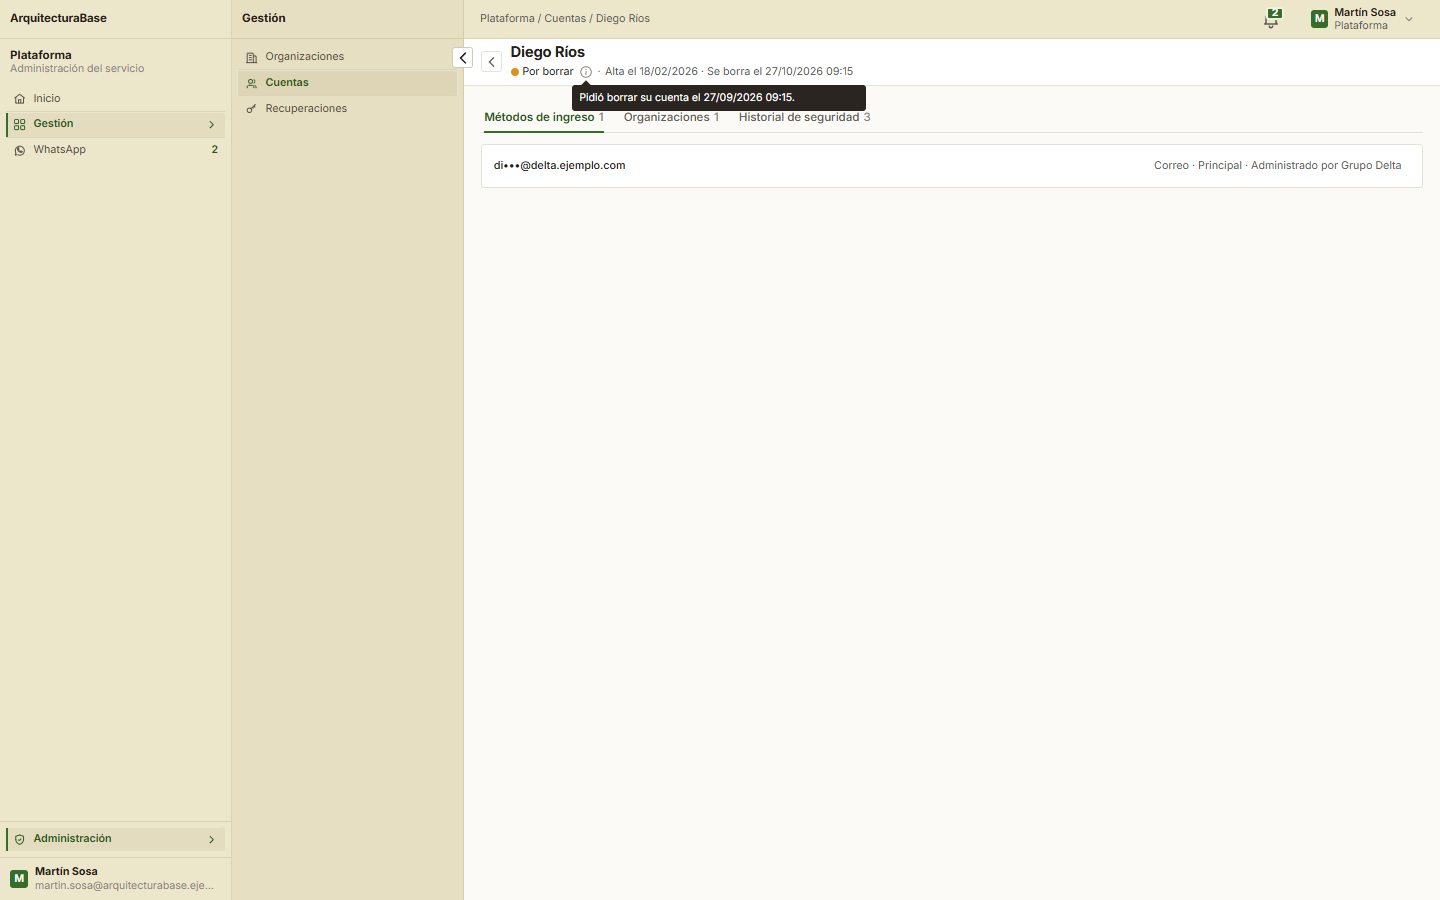 ArquitecturaBase
Plataforma
Administración del servicio
Inicio
Gestión
WhatsApp 2
Administración
M Martín Sosa
martin.sosa@arquitecturabase.eje...
Gestión
Organizaciones
Cuentas
Recuperaciones
Plataforma / Cuentas / Diego Ríos
2
M Martín Sosa
Plataforma
Diego Ríos
Por borrar · Alta el 18/02/2026 · Se borra el 27/10/2026 09:15
Pidió borrar su cuenta el 27/09/2026 09:15.
Métodos de ingreso 1 Organizaciones 1 Historial de seguridad 3
di•••@delta.ejemplo.com Correo · Principal · Administrado por Grupo Delta